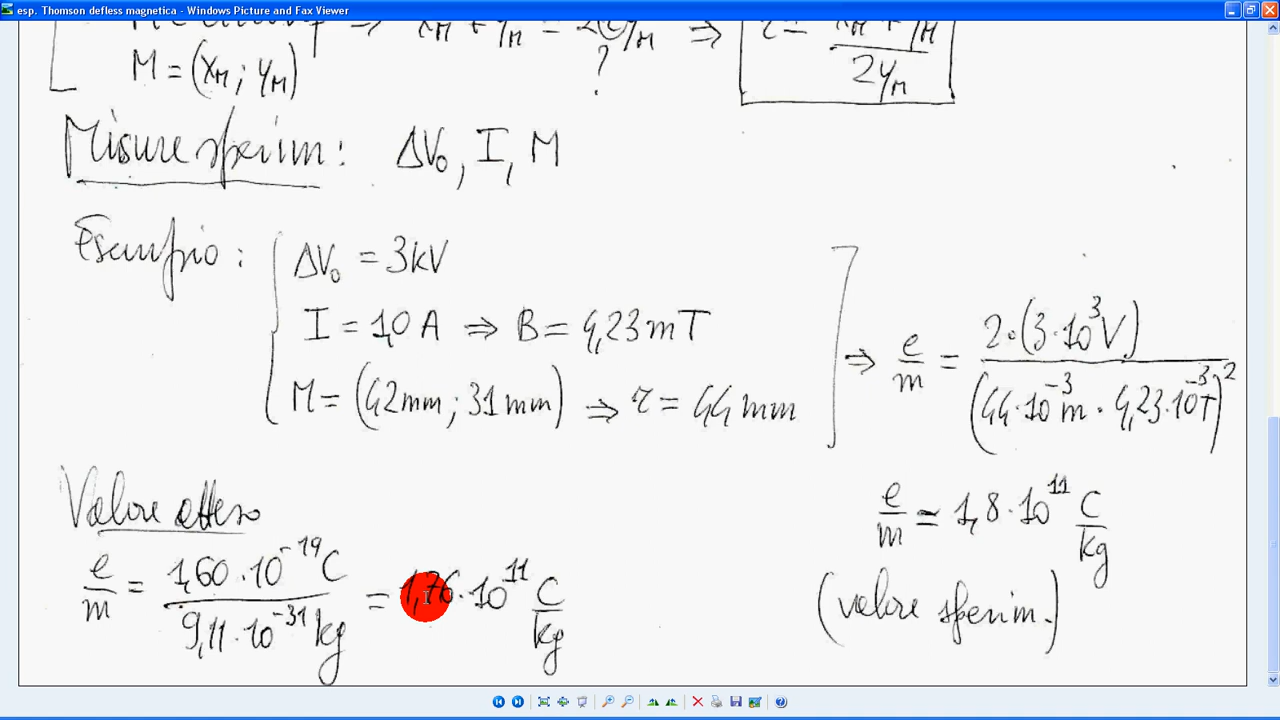 esp. Thomson defless magnetica - Windows Picture and Fax Viewer
M = (x_M ; y_M) ? 2y_M
Misure sperim: ΔV₀, I, M
Esempio: ΔV₀ = 3kV
I = 1,0 A ⇒ B = 4,23 mT ⇒ e/m = 2·(3·10³V) / (44·10⁻³m · 4,23·10⁻³T)²
M = (42mm; 31mm) ⇒ r = 44 mm
Valore atteso
e/m ≃ 1,8·10¹¹ C/kg
e/m = 1,60·10⁻¹⁹C / 9,11·10⁻³¹kg = 1,76·10¹¹ C/kg
(valore sperim.)